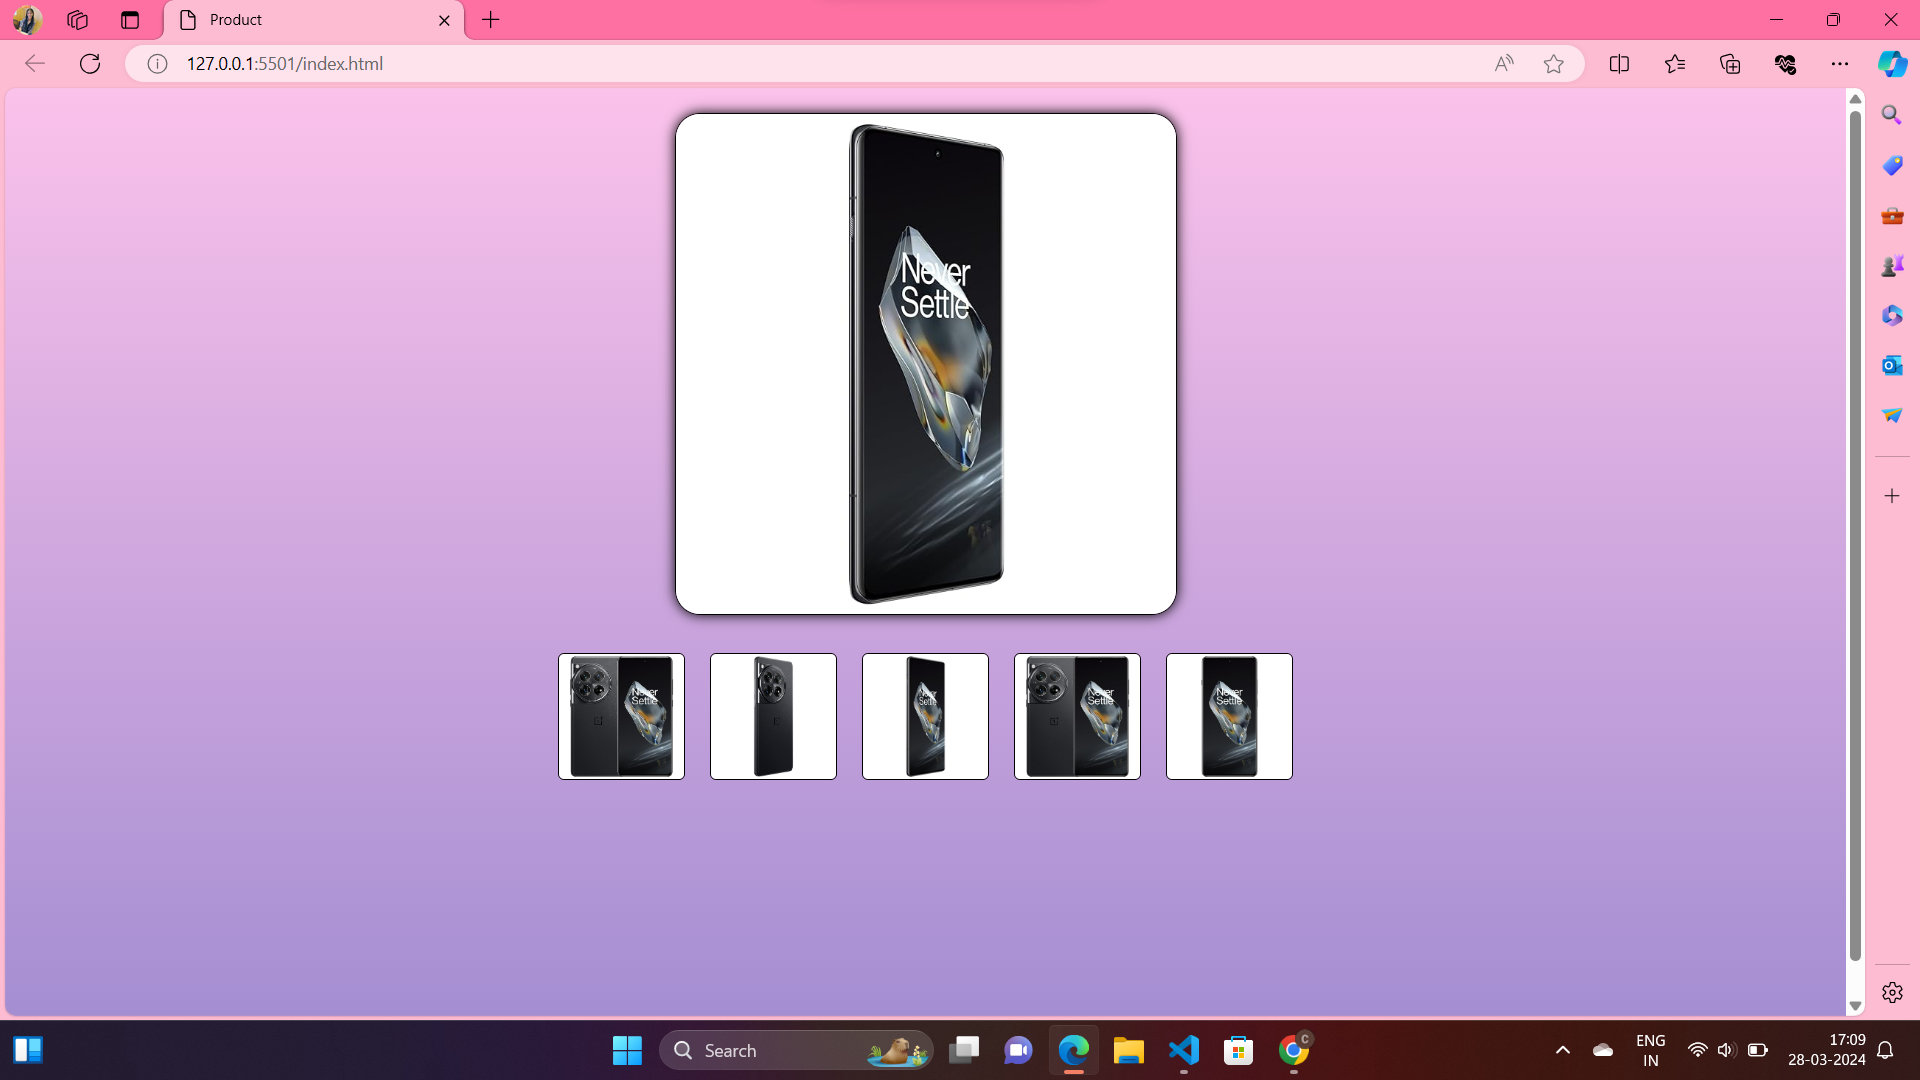 Product
127.0.0.1:5501/index.html
Never
Settle
Never
Settle
Never
Settle
Never
Settle
Never
Settle
Search
ENG
IN
17:09
28-03-2024